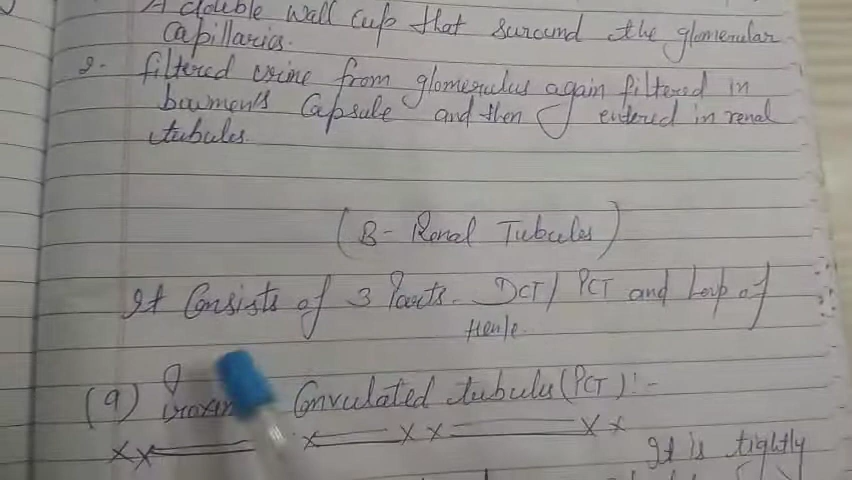 A double wall cup that suround the glomerular
capillaries.
2- filtered urine from glomerulus again filtered in
bowmen's Capsule and then entered in renal
tubules.
(B- Renal Tubules)
It Consists of 3 Parts. DCT/ PCT and Loop of
Henle.
(a) Convulated tubules (PCT):-
It is tightly